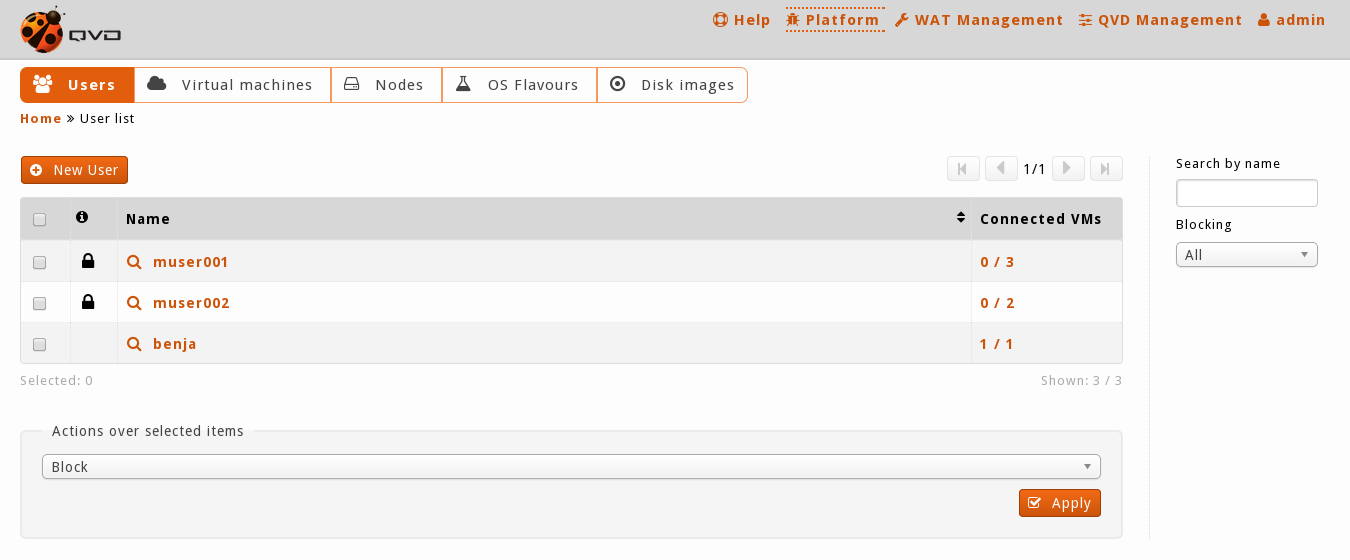 QVD
Help Platform WAT Management QVD Management admin
Users Virtual machines Nodes OS Flavours Disk images
Home » User list
New User
1/1
Search by name
Name Connected VMs
Blocking
All
muser001 0 / 3
muser002 0 / 2
benja 1 / 1
Selected: 0 Shown: 3 / 3
Actions over selected items
Block
Apply